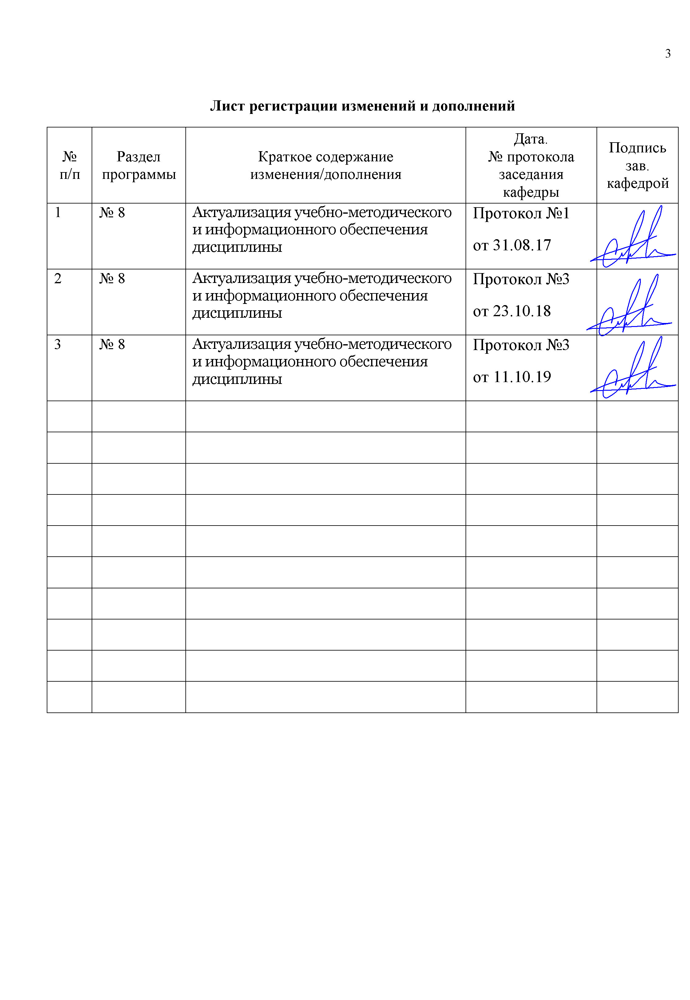 3
Лист регистрации изменений и дополнений
№
п/п
Раздел
программы
Краткое содержание
изменения/дополнения
Дата.
№ протокола
заседания
кафедры
Подпись
зав.
кафедрой
1
№ 8
Актуализация учебно-методического
и информационного обеспечения
дисциплины
Протокол №1
от 31.08.17
2
№ 8
Актуализация учебно-методического
и информационного обеспечения
дисциплины
Протокол №3
от 23.10.18
3
№ 8
Актуализация учебно-методического
и информационного обеспечения
дисциплины
Протокол №3
от 11.10.19